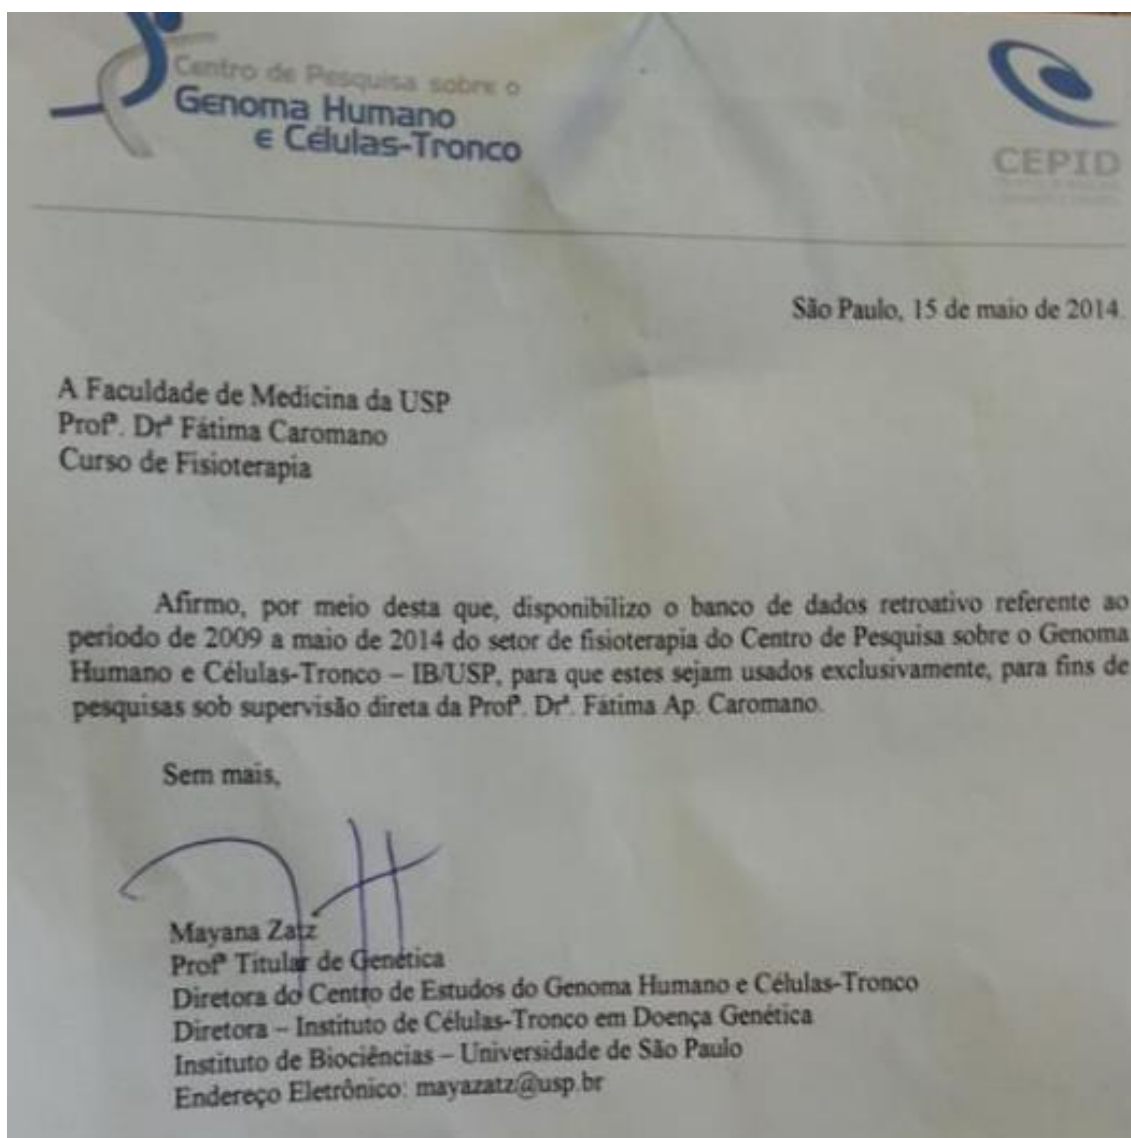 Centro de Pesquisa sobre o
Genoma Humano
e Células-Tronco
CEPID
São Paulo, 15 de maio de 2014.
A Faculdade de Medicina da USP
Profª. Drª Fátima Caromano
Curso de Fisioterapia
Afirmo, por meio desta que, disponibilizo o banco de dados retroativo referente ao
período de 2009 a maio de 2014 do setor de fisioterapia do Centro de Pesquisa sobre o Genoma
Humano e Células-Tronco – IB/USP, para que estes sejam usados exclusivamente, para fins de
pesquisas sob supervisão direta da Profª. Drª. Fátima Ap. Caromano.
Sem mais,
Mayana Zatz
Profª Titular de Genética
Diretora do Centro de Estudos do Genoma Humano e Células-Tronco
Diretora – Instituto de Células-Tronco em Doença Genética
Instituto de Biociências – Universidade de São Paulo
Endereço Eletrônico: mayazatz@usp.br